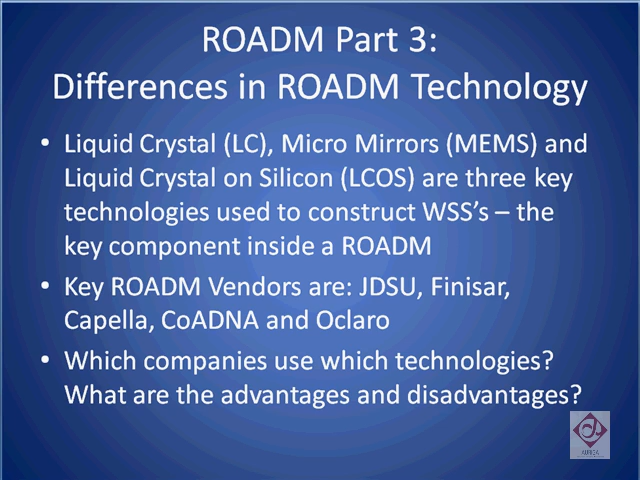 ROADM Part 3:
Differences in ROADM Technology
• Liquid Crystal (LC), Micro Mirrors (MEMS) and
Liquid Crystal on Silicon (LCOS) are three key
technologies used to construct WSS's – the
key component inside a ROADM
• Key ROADM Vendors are: JDSU, Finisar,
Capella, CoADNA and Oclaro
• Which companies use which technologies?
What are the advantages and disadvantages?